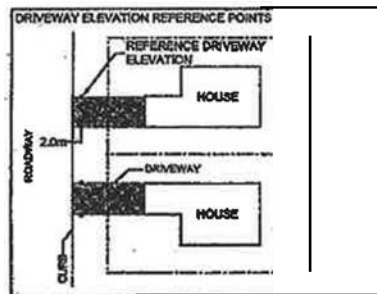 DRIVEWAY ELEVATION REFERENCE POINTS
REFERENCE DRIVEWAY
ELEVATION
HOUSE
2.0m
ROADWAY
DRIVEWAY
HOUSE
CURB